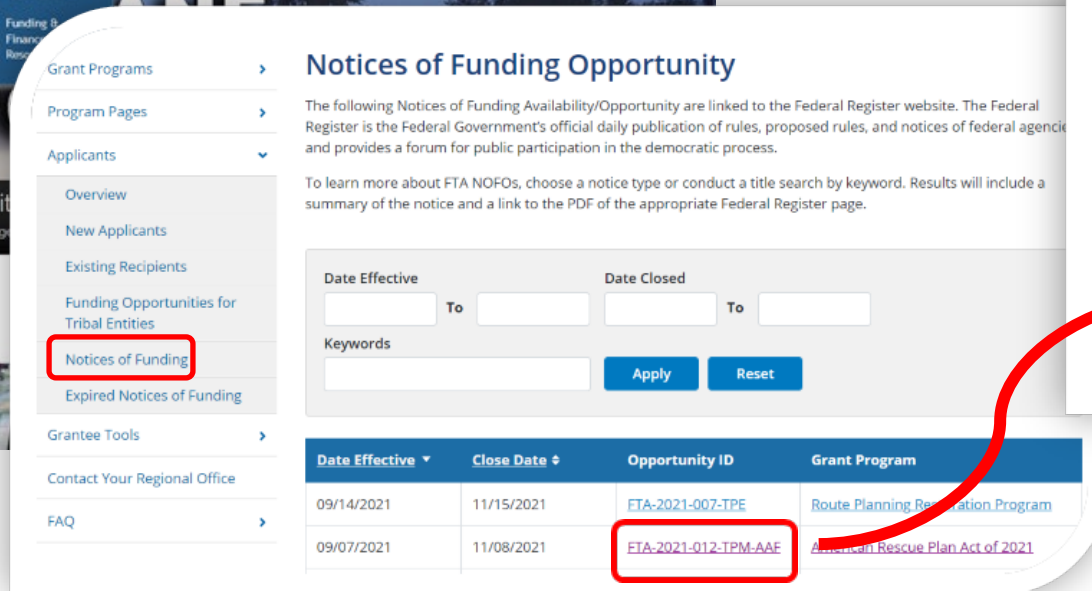 Funding &
Grant Programs
Program Pages
Applicants
Overview
New Applicants
Existing Recipients
Funding Opportunities for
Tribal Entities
Notices of Funding
Expired Notices of Funding
Grantee Tools
Contact Your Regional Office
FAQ
Notices of Funding Opportunity
The following Notices of Funding Availability/Opportunity are linked to the Federal Register website. The Federal
Register is the Federal Government's official daily publication of rules, proposed rules, and notices of federal agencie
and provides a forum for public participation in the democratic process.
To learn more about FTA NOFOs, choose a notice type or conduct a title search by keyword. Results will include a
summary of the notice and a link to the PDF of the appropriate Federal Register page.
Date Effective Date Closed
To To
Keywords
Apply Reset
Date Effective Close Date Opportunity ID Grant Program
09/14/2021 11/15/2021 FTA-2021-007-TPE Route Planning Program
09/07/2021 11/08/2021 FTA-2021-012-TPM-AAF American Rescue Plan Act of 2021